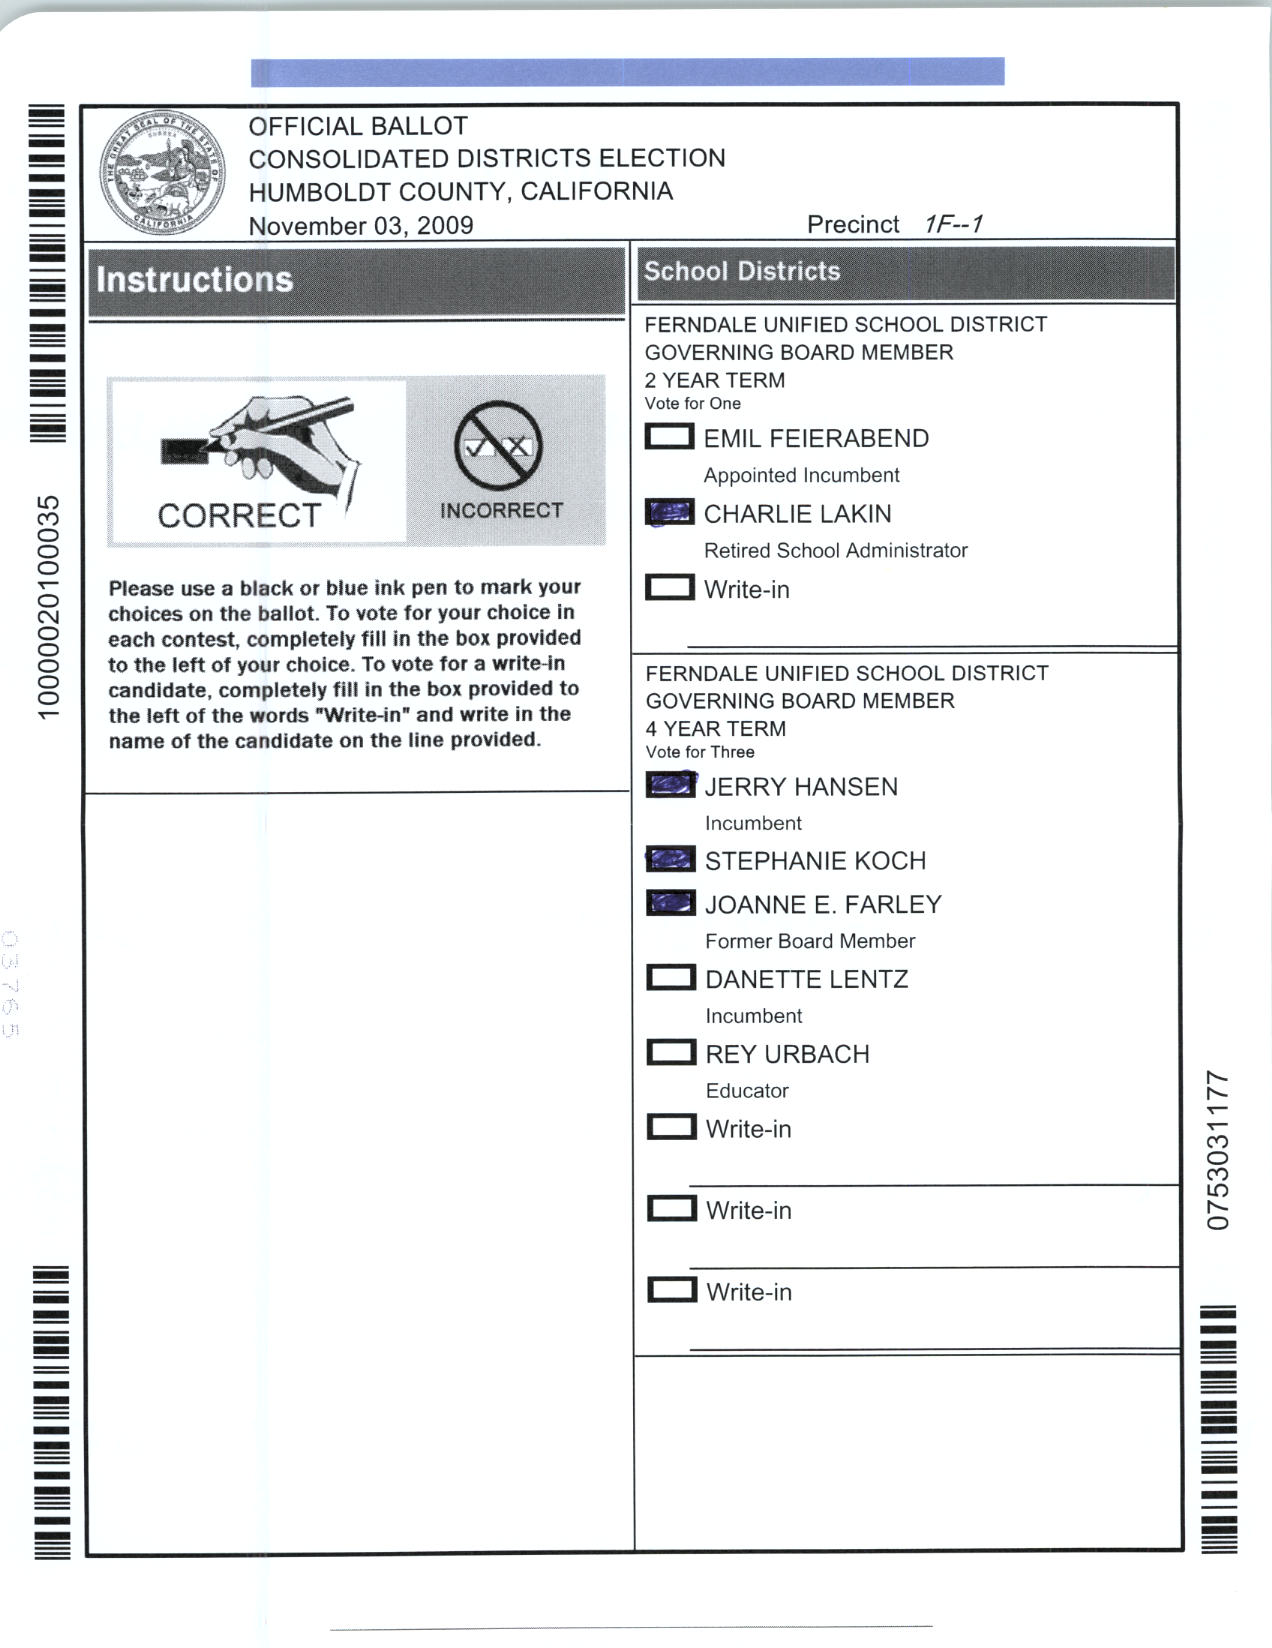 OFFICIAL BALLOT
CONSOLIDATED DISTRICTS ELECTION
HUMBOLDT COUNTY, CALIFORNIA
November 03, 2009
Precinct 1F--1
THE GREAT SEAL OF THE STATE OF CALIFORNIA
EUREKA
Instructions
CORRECT
INCORRECT
Please use a black or blue ink pen to mark your
choices on the ballot. To vote for your choice in
each contest, completely fill in the box provided
to the left of your choice. To vote for a write-in
candidate, completely fill in the box provided to
the left of the words "Write-in" and write in the
name of the candidate on the line provided.
School Districts
FERNDALE UNIFIED SCHOOL DISTRICT
GOVERNING BOARD MEMBER
2 YEAR TERM
Vote for One
EMIL FEIERABEND
Appointed Incumbent
CHARLIE LAKIN
Retired School Administrator
Write-in
FERNDALE UNIFIED SCHOOL DISTRICT
GOVERNING BOARD MEMBER
4 YEAR TERM
Vote for Three
JERRY HANSEN
Incumbent
STEPHANIE KOCH
JOANNE E. FARLEY
Former Board Member
DANETTE LENTZ
Incumbent
REY URBACH
Educator
Write-in
Write-in
Write-in
10000020100035
03765
0753031177